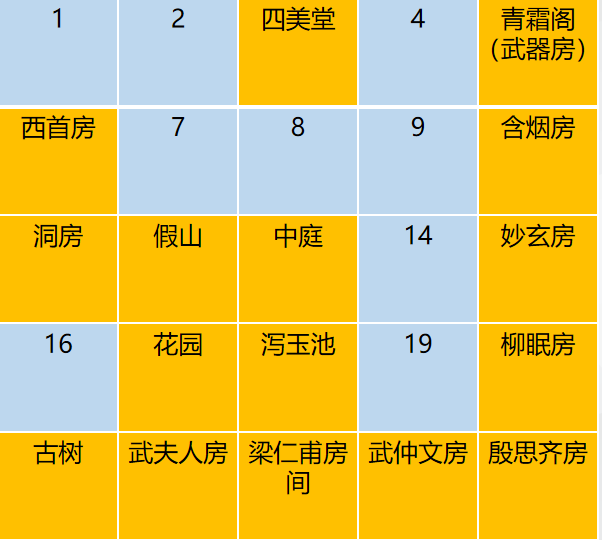 1
2
四美堂
4
青霜阁
（武器房）
西首房
7
8
9
含烟房
洞房
假山
中庭
14
妙玄房
16
花园
泻玉池
19
柳眠房
古树
武夫人房
梁仁甫房
间
武仲文房
殷思齐房